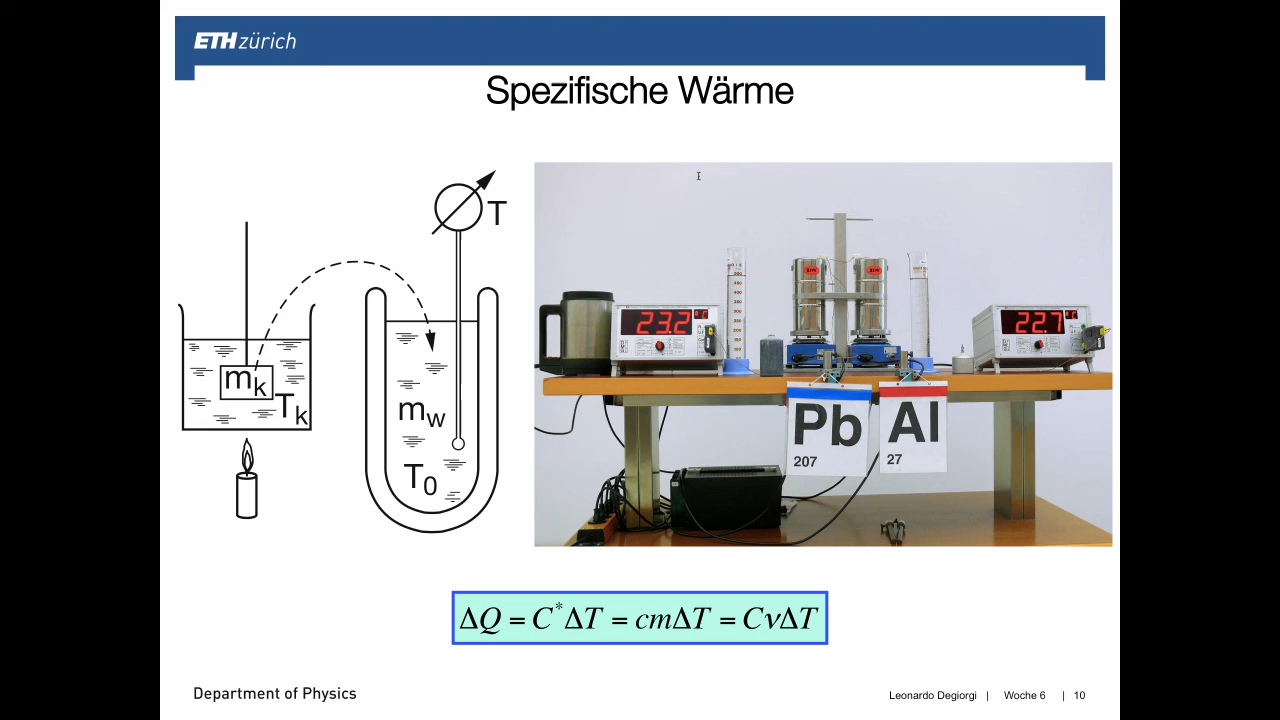 ETH zürich
Spezifische Wärme
T
m_k
T_k
m_w
T_0
23.2 °C
22.7 °C
Pb
207
Al
27
ΔQ = C*ΔT = cmΔT = CνΔT
Department of Physics
Leonardo Degiorgi | Woche 6 | 10